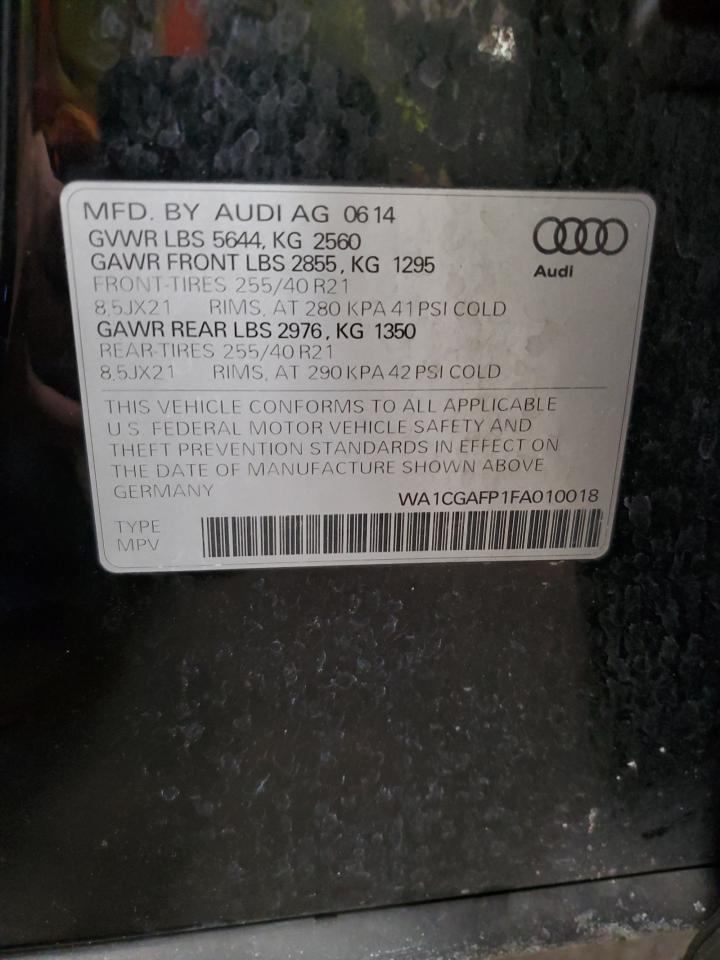 MFD. BY AUDI AG 0614
GVWR LBS 5644, KG 2560
GAWR FRONT LBS 2855, KG 1295
FRONT-TIRES 255/40 R21
8,5JX21 RIMS, AT 280 KPA 41 PSI COLD
GAWR REAR LBS 2976, KG 1350
REAR-TIRES 255/40 R21
8,5JX21 RIMS, AT 290 KPA 42 PSI COLD
Audi
THIS VEHICLE CONFORMS TO ALL APPLICABLE
U.S. FEDERAL MOTOR VEHICLE SAFETY AND
THEFT PREVENTION STANDARDS IN EFFECT ON
THE DATE OF MANUFACTURE SHOWN ABOVE
GERMANY WA1CGAFP1FA010018
TYPE
MPV